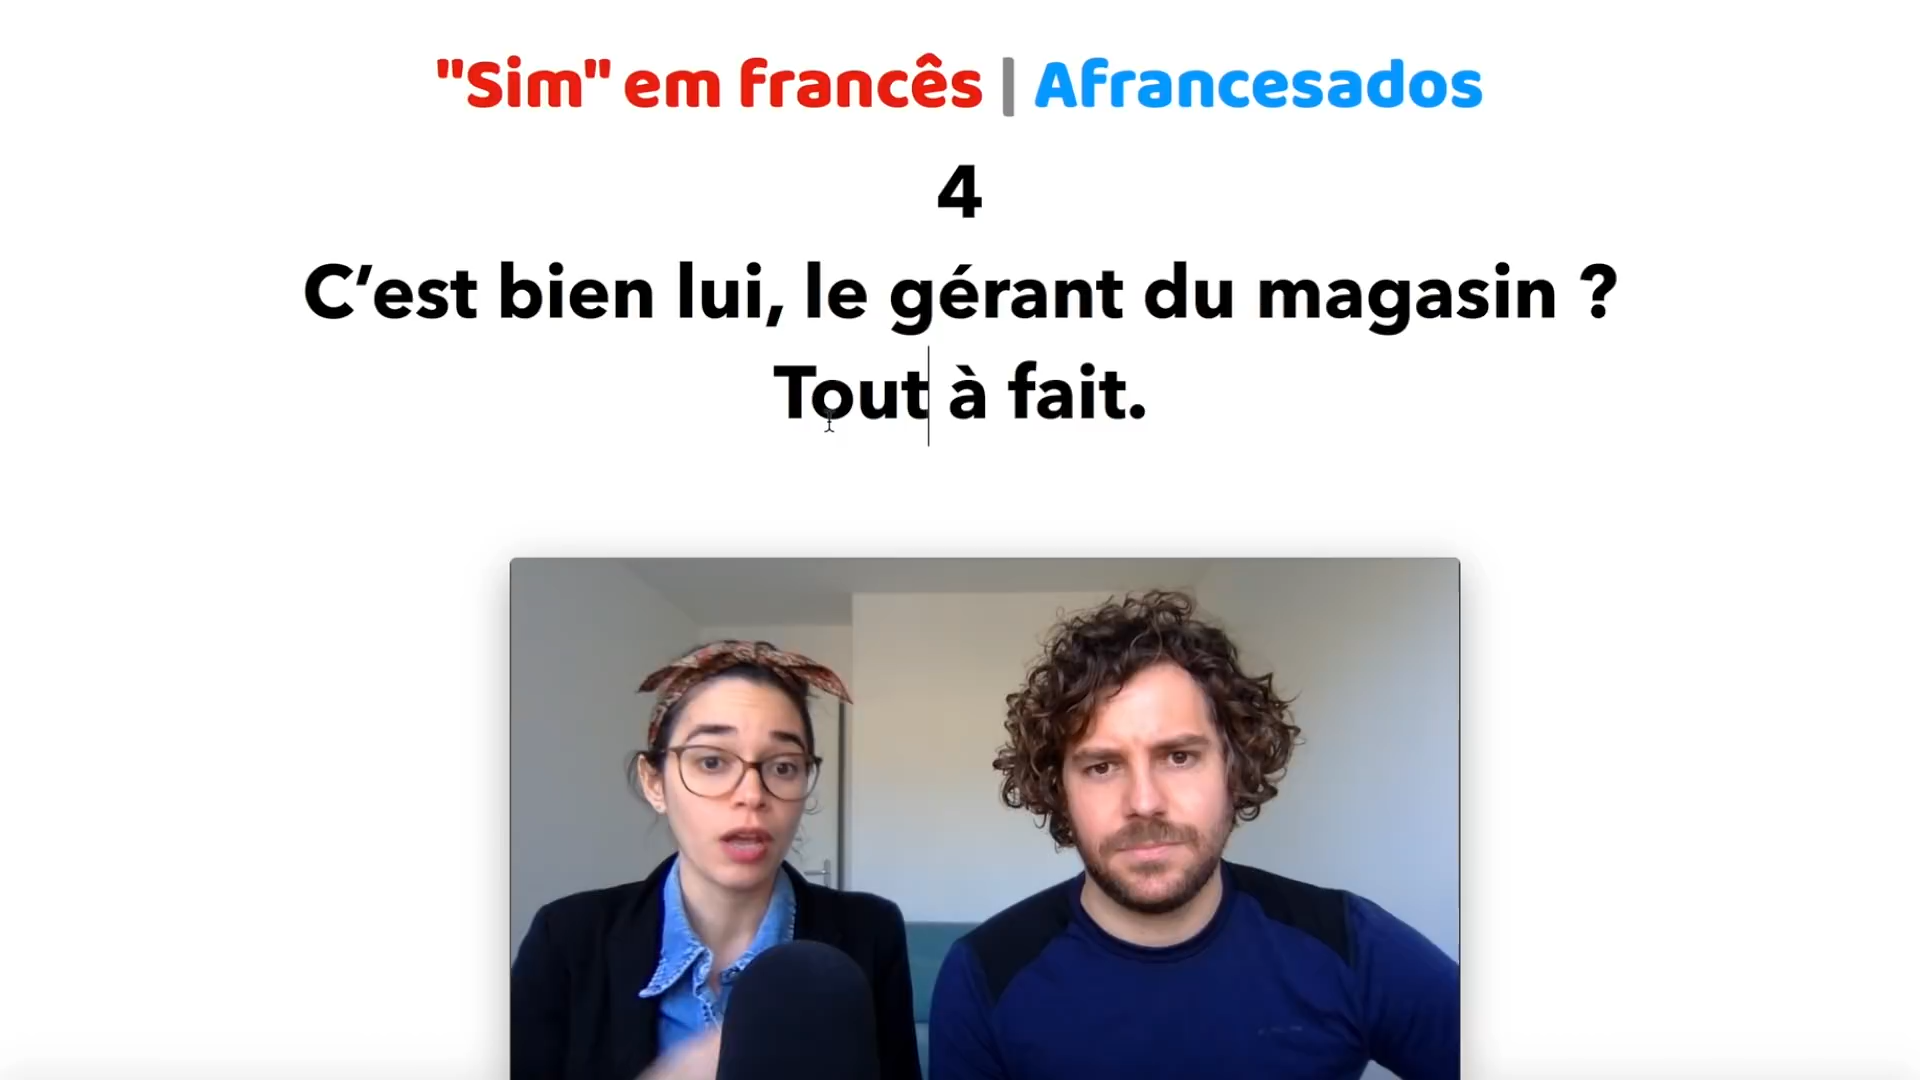 "Sim" em francês | Afrancesados
4
C’est bien lui, le gérant du magasin ?
Tout à fait.